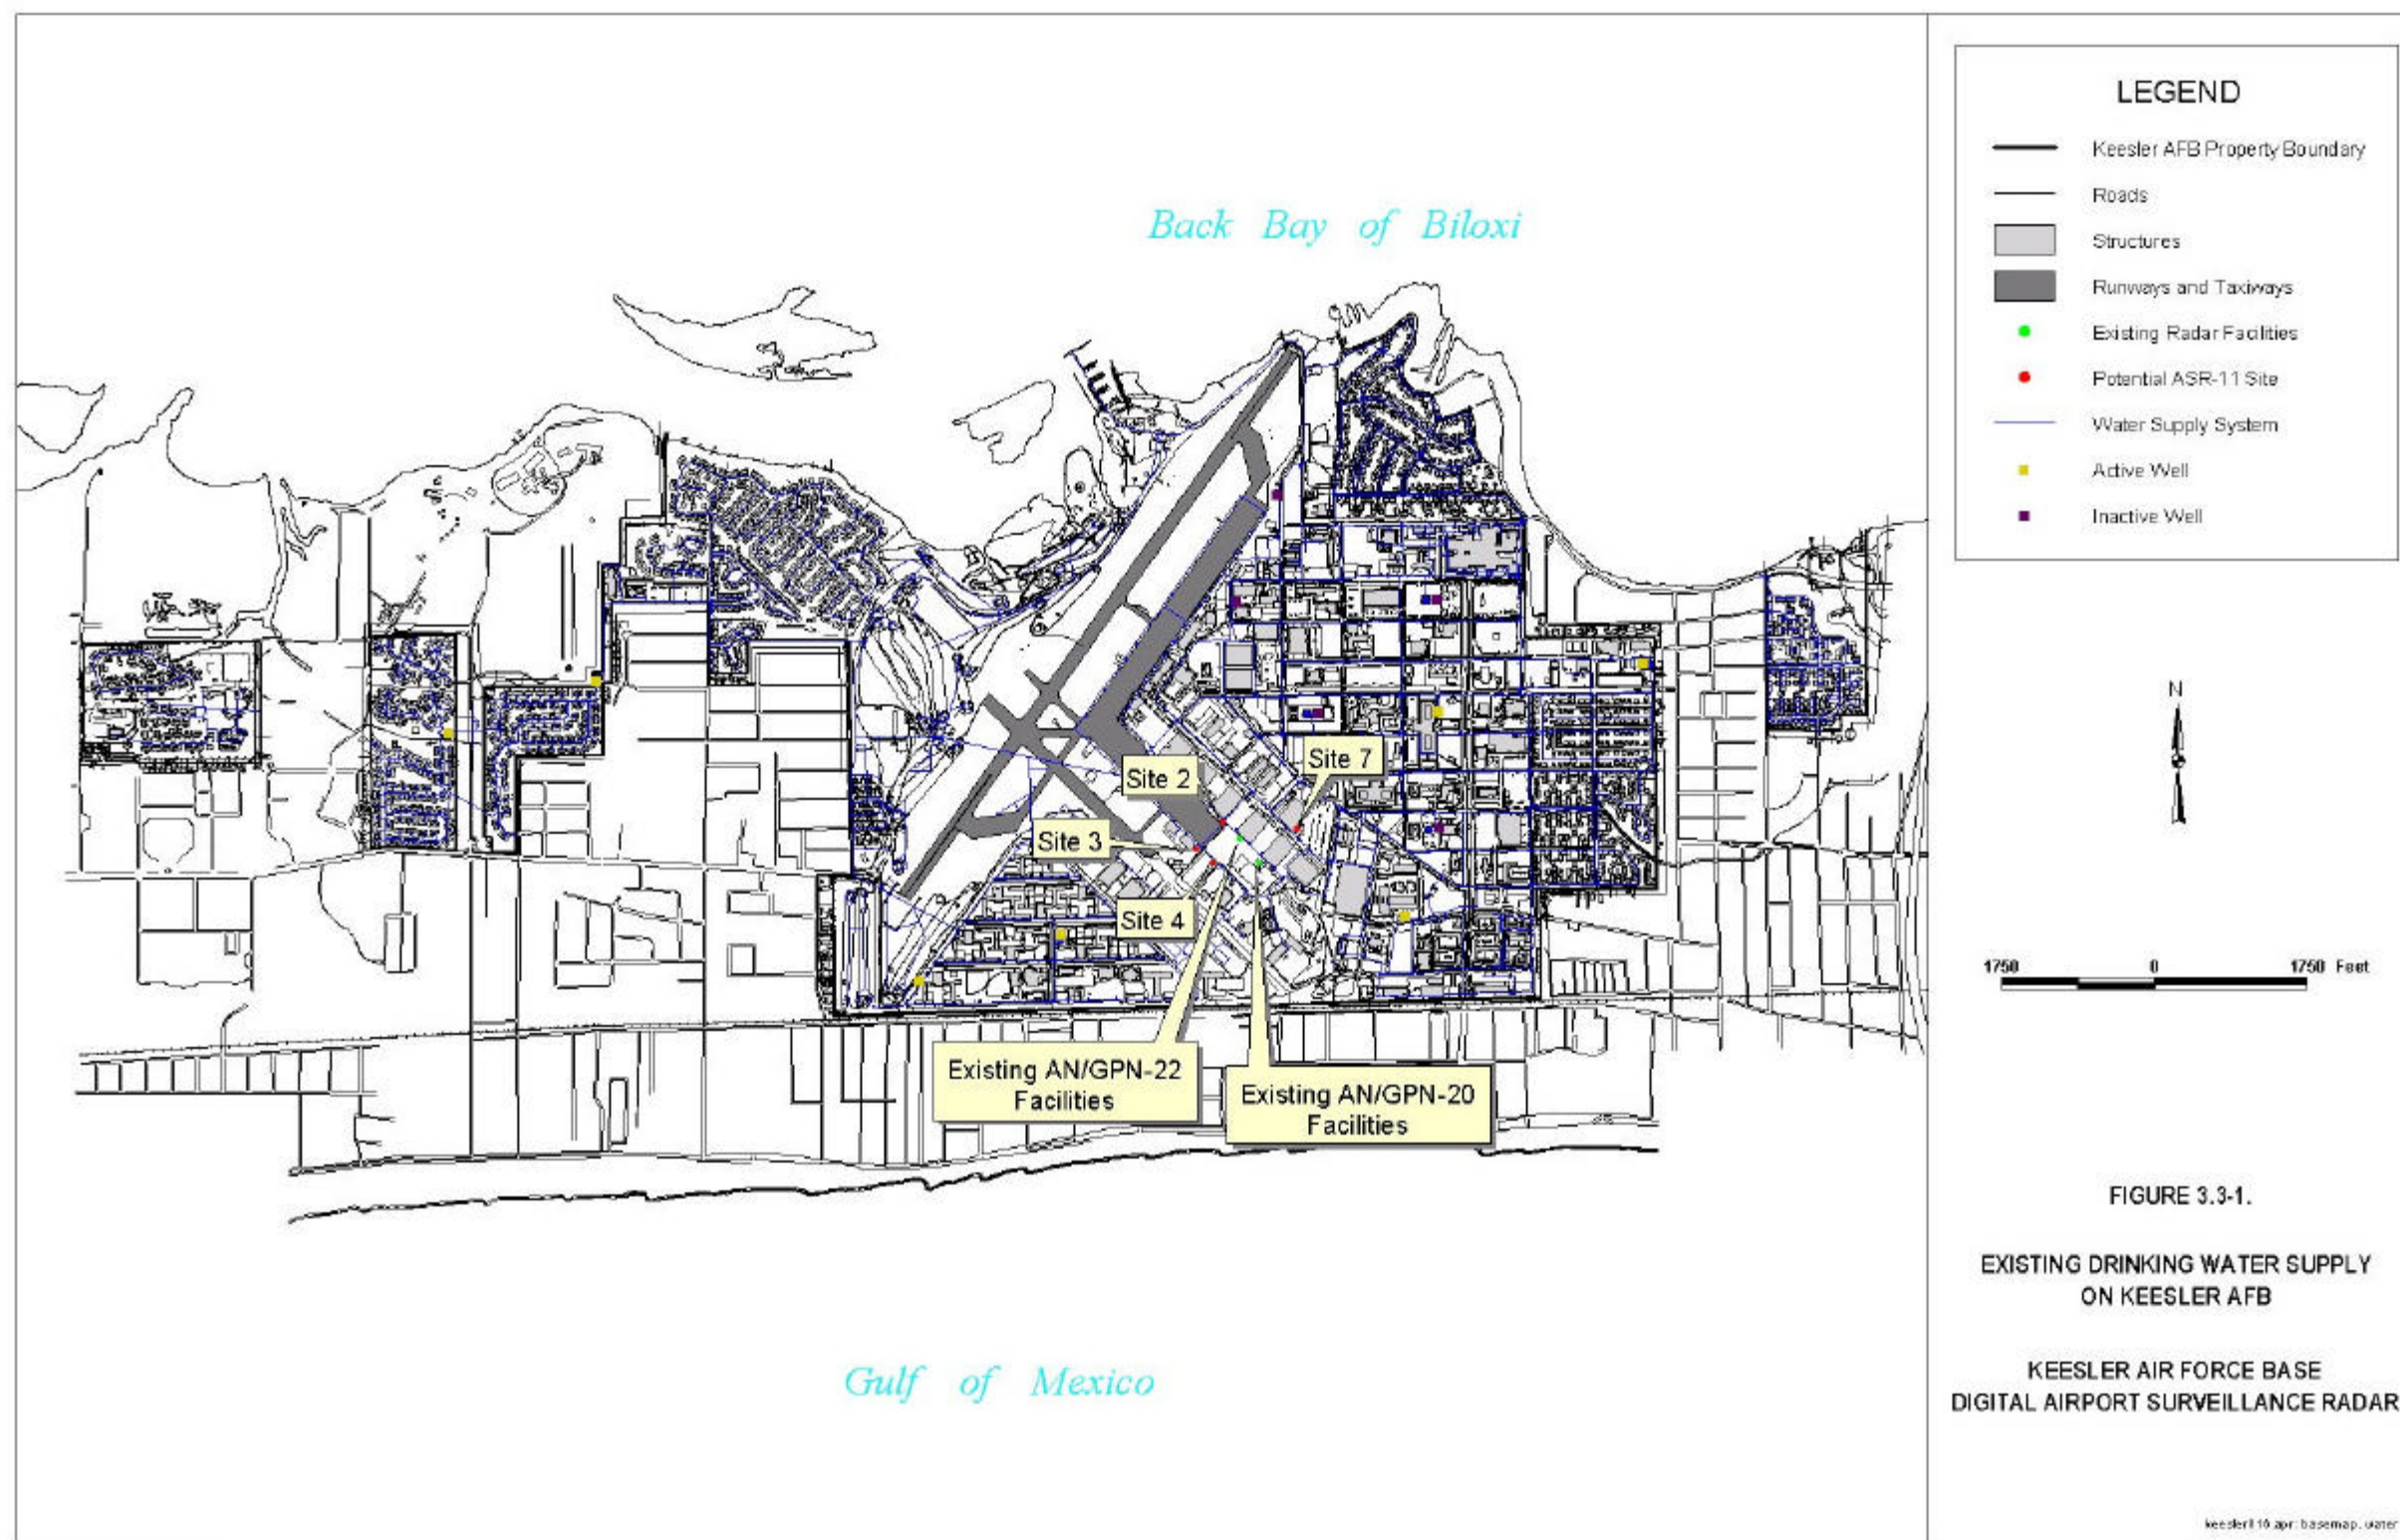 Back Bay of Biloxi
Site 2
Site 7
Site 3
Site 4
Existing AN/GPN-22
Facilities
Existing AN/GPN-20
Facilities
Gulf of Mexico
LEGEND
Keesler AFB Property Boundary
Roads
Structures
Runways and Taxiways
Existing Radar Facilities
Potential ASR-11 Site
Water Supply System
Active Well
Inactive Well
N
1750 0 1750 Feet
FIGURE 3.3-1.
EXISTING DRINKING WATER SUPPLY
ON KEESLER AFB
KEESLER AIR FORCE BASE
DIGITAL AIRPORT SURVEILLANCE RADAR